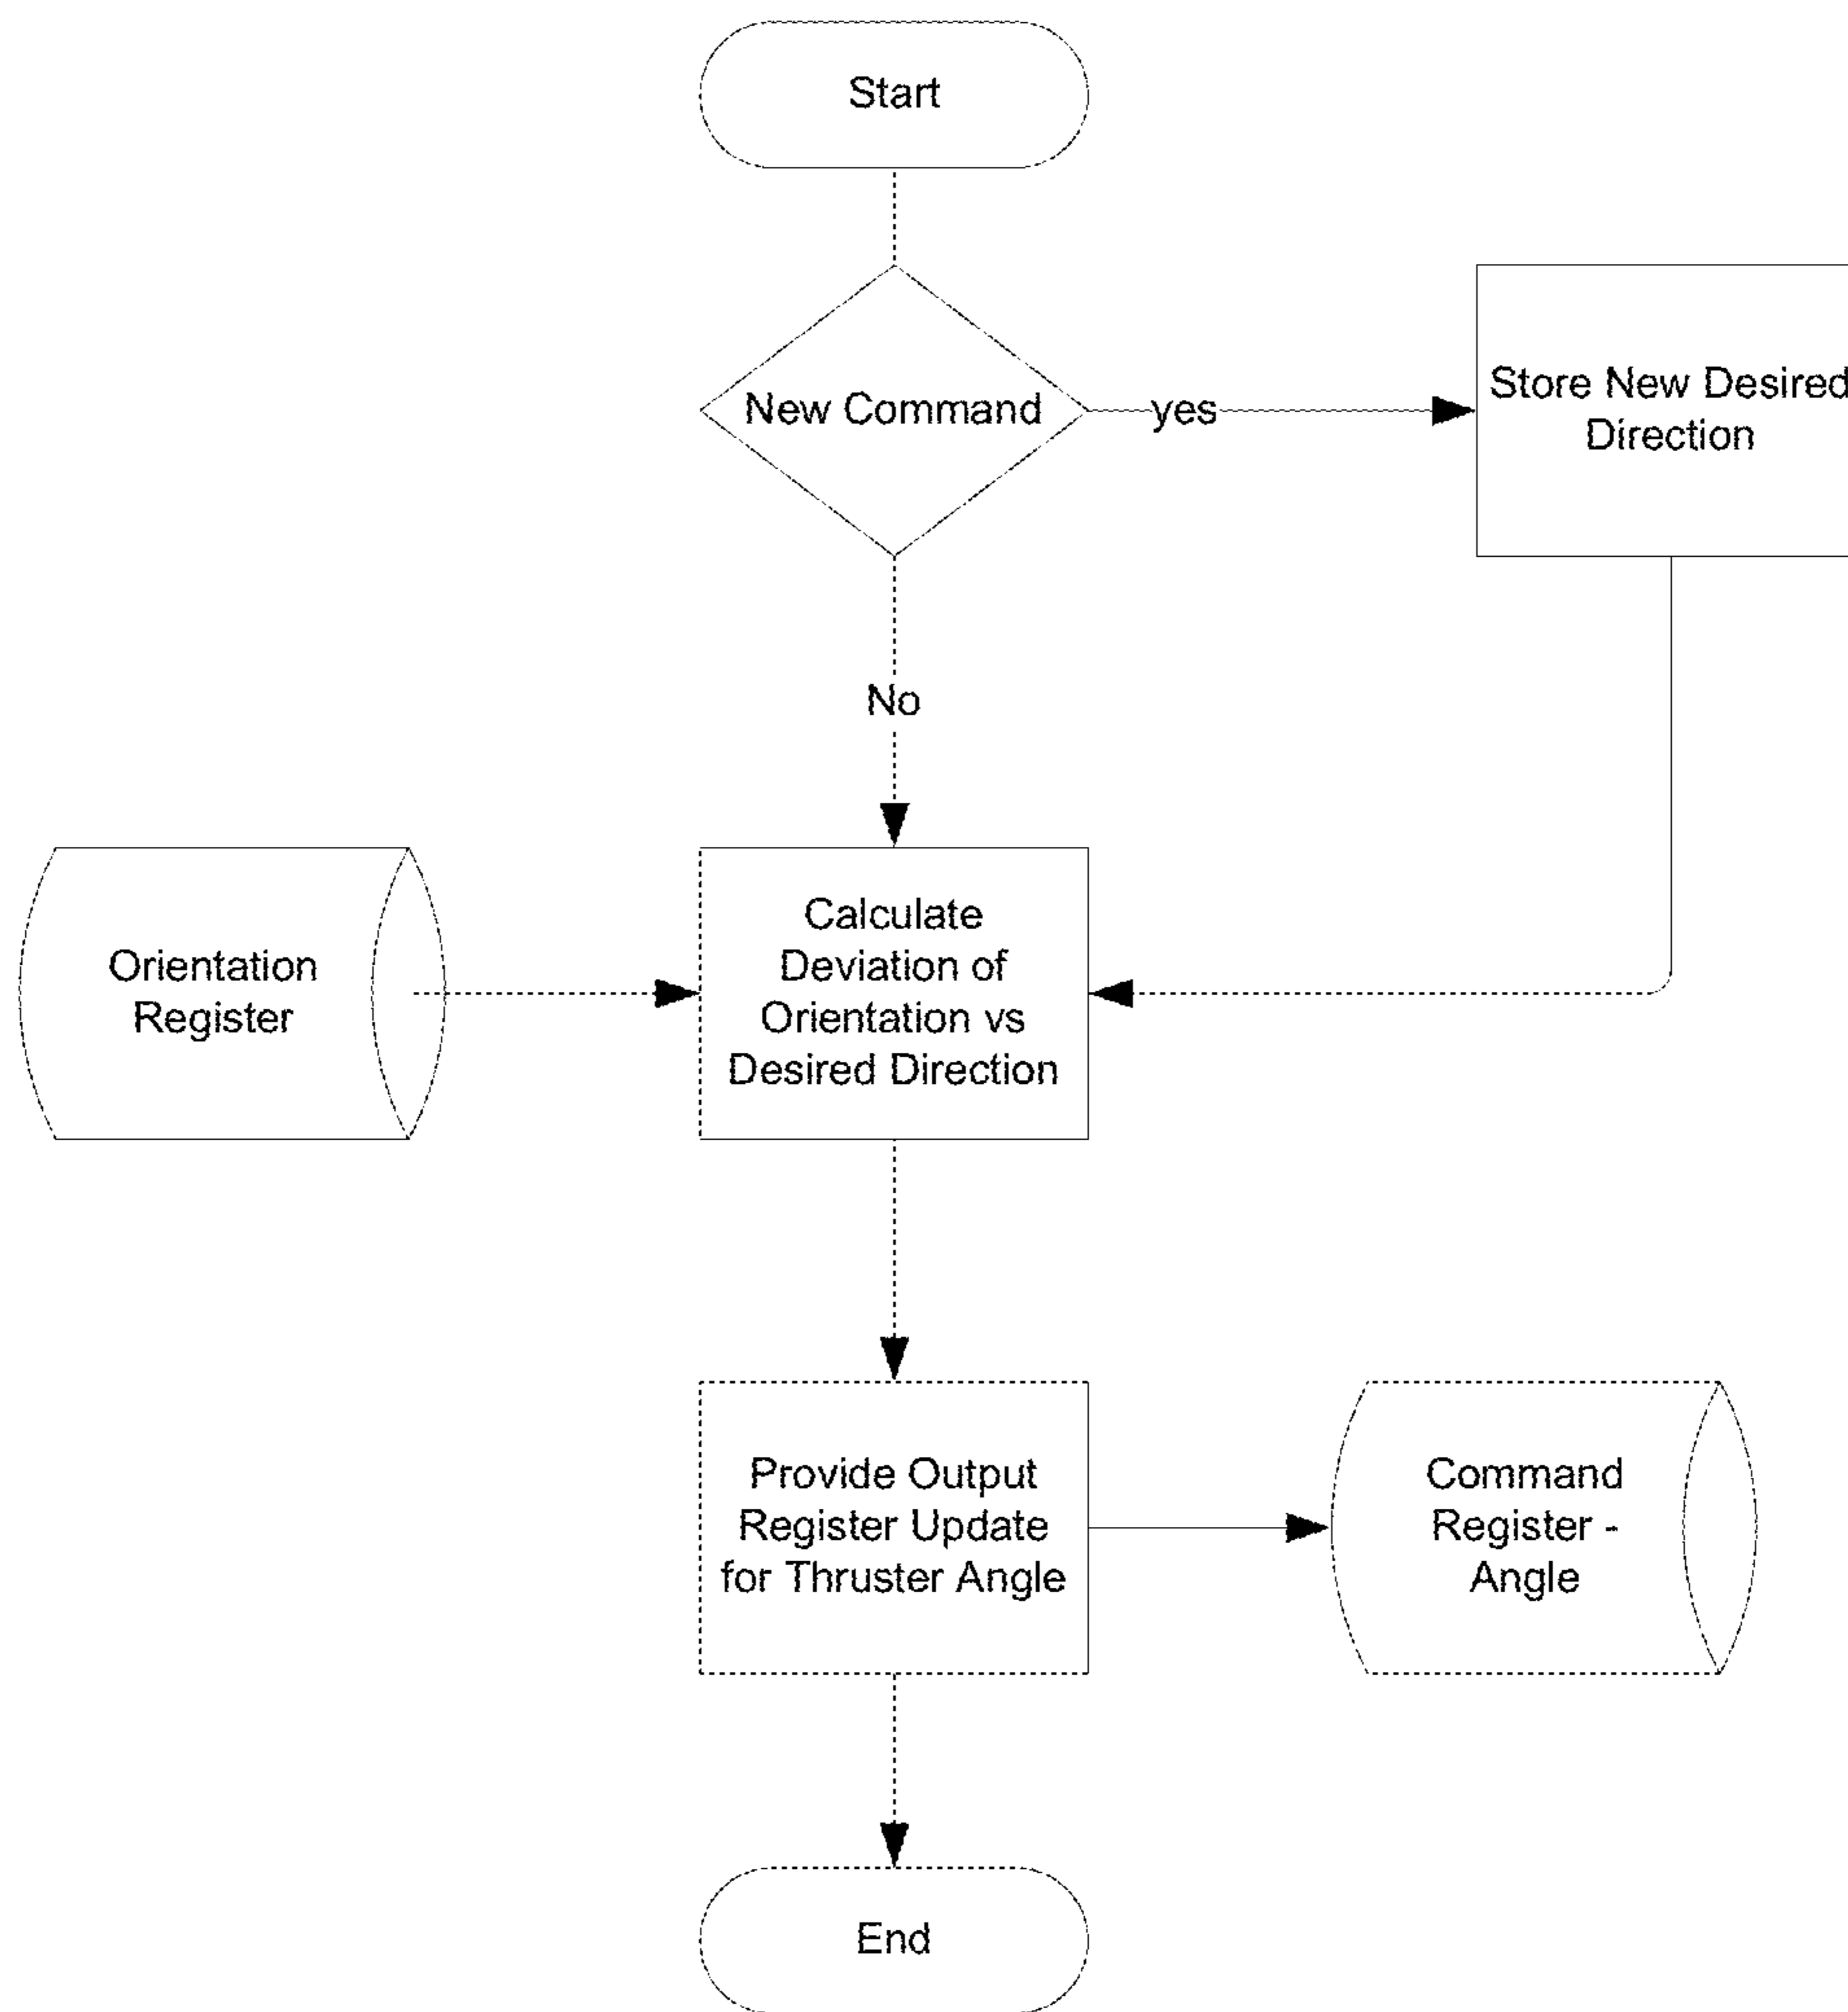 Start
New Command
yes
Store New Desired
Direction
No
Orientation
Register
Calculate
Deviation of
Orientation vs
Desired Direction
Provide Output
Register Update
for Thruster Angle
Command
Register -
Angle
End